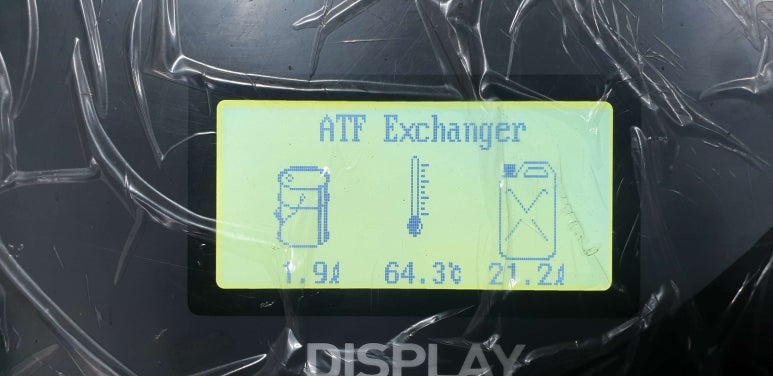 ATF Exchanger
1.9ℓ 64.3℃ 21.2ℓ
DISPLAY